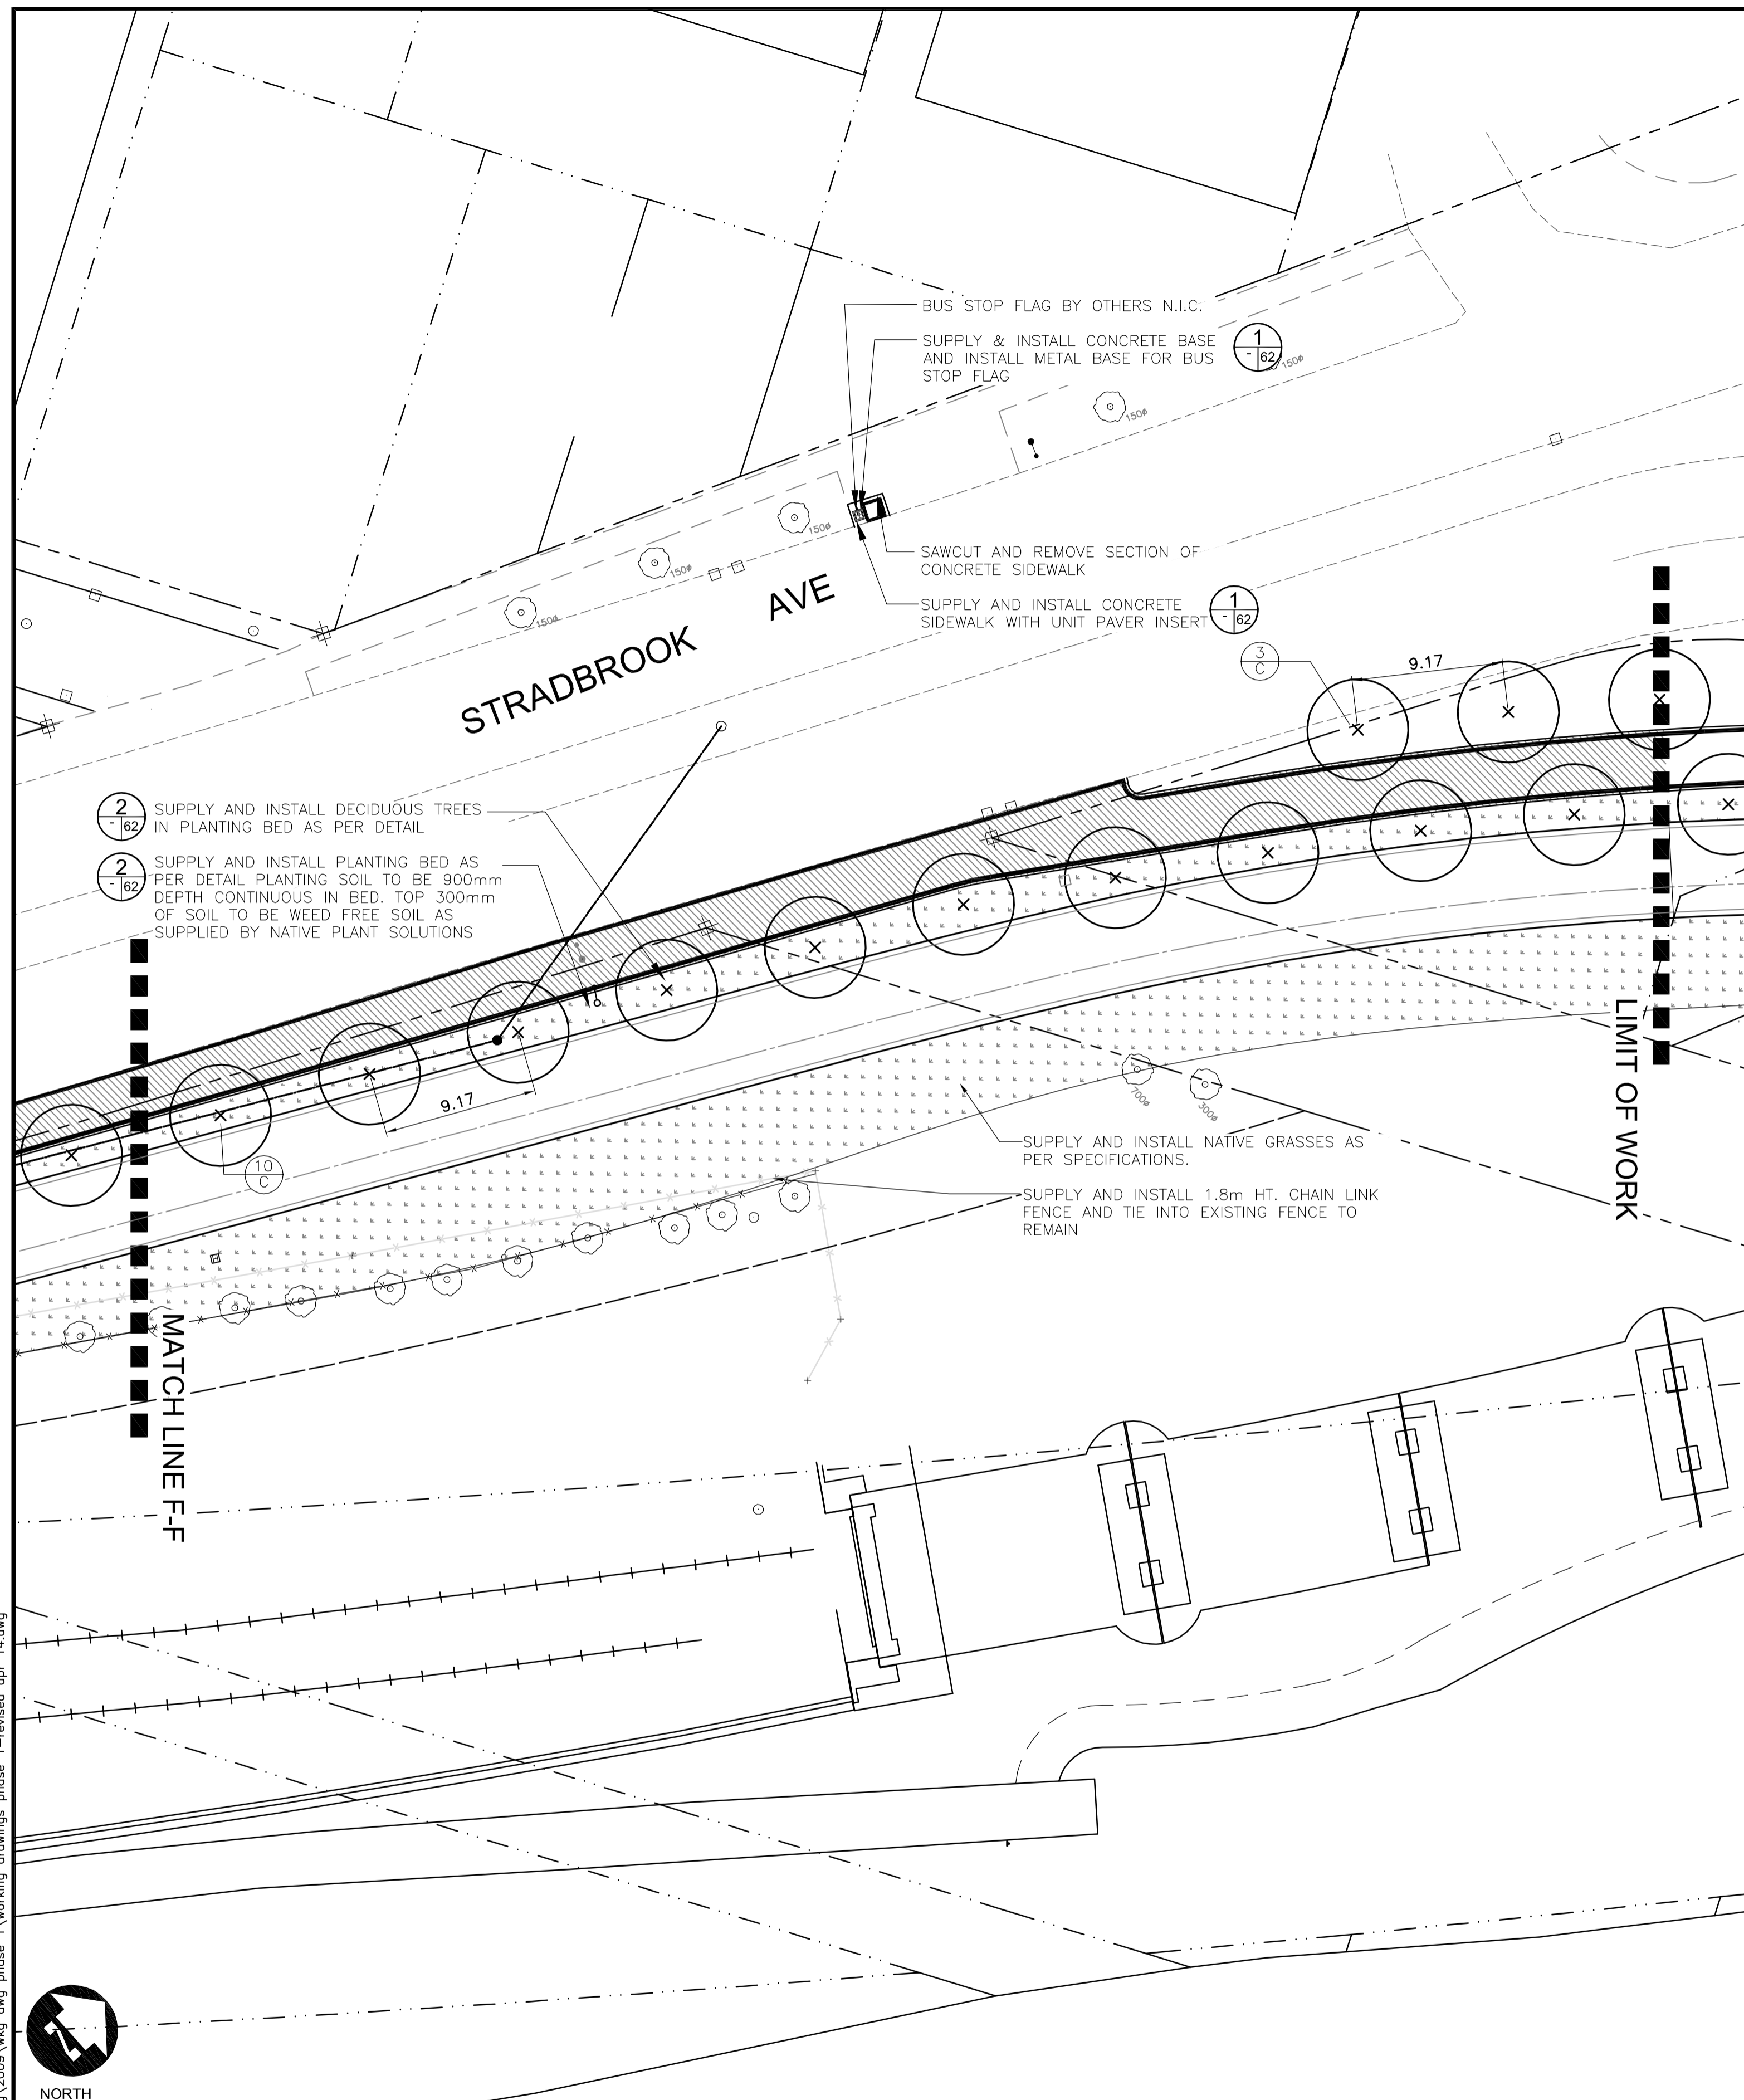 BUS STOP FLAG BY OTHERS N.I.C.
SUPPLY & INSTALL CONCRETE BASE
AND INSTALL METAL BASE FOR BUS
STOP FLAG
1
- 62
150ø
150ø
150ø
150ø
150ø
SAWCUT AND REMOVE SECTION OF
CONCRETE SIDEWALK
SUPPLY AND INSTALL CONCRETE
SIDEWALK WITH UNIT PAVER INSERT
1
- 62
STRADBROOK AVE
3
C
9.17
2
- 62
SUPPLY AND INSTALL DECIDUOUS TREES
IN PLANTING BED AS PER DETAIL
2
- 62
SUPPLY AND INSTALL PLANTING BED AS
PER DETAIL PLANTING SOIL TO BE 900mm
DEPTH CONTINUOUS IN BED. TOP 300mm
OF SOIL TO BE WEED FREE SOIL AS
SUPPLIED BY NATIVE PLANT SOLUTIONS
9.17
10
C
700ø
300ø
SUPPLY AND INSTALL NATIVE GRASSES AS
PER SPECIFICATIONS.
SUPPLY AND INSTALL 1.8m HT. CHAIN LINK
FENCE AND TIE INTO EXISTING FENCE TO
REMAIN
LIMIT OF WORK
MATCH LINE F-F
NORTH